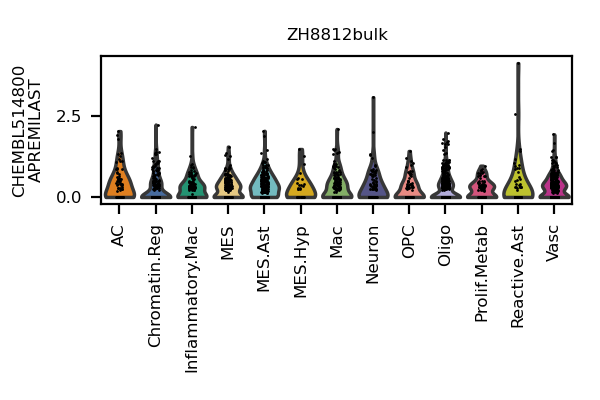 ZH8812bulk
CHEMBL514800
APREMILAST
2.5
0.0
AC
Chromatin.Reg
Inflammatory.Mac
MES
MES.Ast
MES.Hyp
Mac
Neuron
OPC
Oligo
Prolif.Metab
Reactive.Ast
Vasc